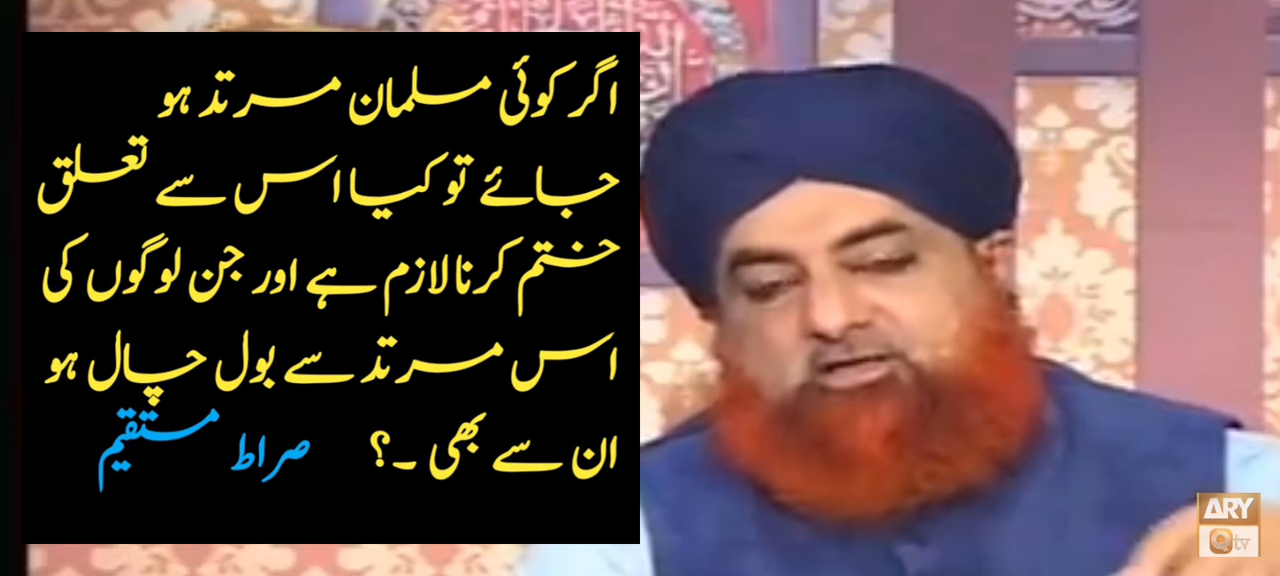 اگر کوئی مسلمان مرتد ہو
جائے تو کیا اس سے تعلق
ختم کرنا لازم ہے اور جن لوگوں کی
اس مرتد سے بول چال ہو
ان سے بھی ۔؟ صراط مستقیم
ARY
Qtv